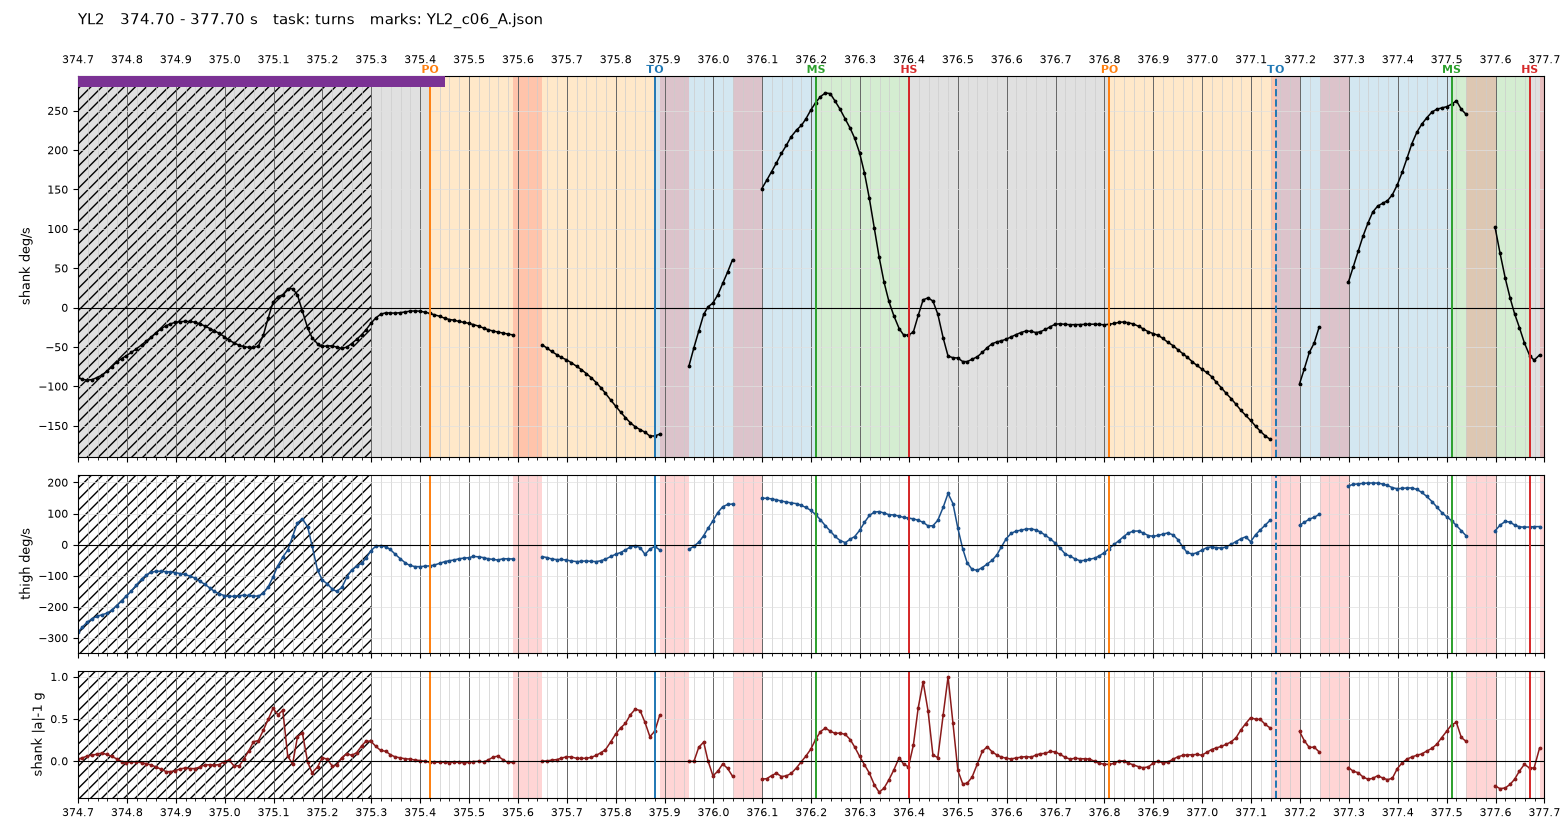 YL2   374.70 - 377.70 s   task: turns   marks: YL2_c06_A.json
374.7 374.8 374.9 375.0 375.1 375.2 375.3 375.4 375.5 375.6 375.7 375.8 375.9 376.0 376.1 376.2 376.3 376.4 376.5 376.6 376.7 376.8 376.9 377.0 377.1 377.2 377.3 377.4 377.5 377.6 377.7
PO TO MS HS PO TO MS HS
shank deg/s
250
200
150
100
50
0
−50
−100
−150
thigh deg/s
200
100
0
−100
−200
−300
shank |a|-1 g
1.0
0.5
0.0
374.7 374.8 374.9 375.0 375.1 375.2 375.3 375.4 375.5 375.6 375.7 375.8 375.9 376.0 376.1 376.2 376.3 376.4 376.5 376.6 376.7 376.8 376.9 377.0 377.1 377.2 377.3 377.4 377.5 377.6 377.7